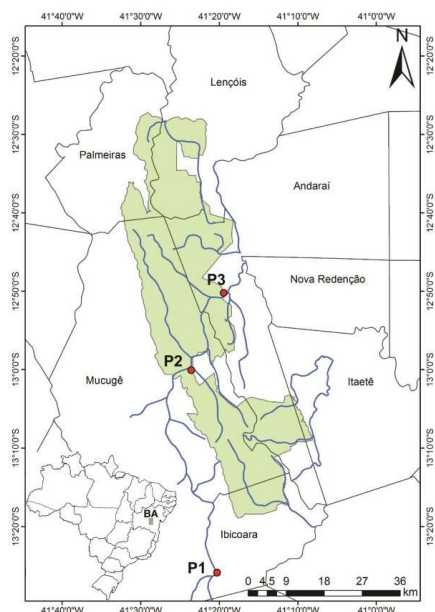 41°40'0"W 41°30'0"W 41°20'0"W 41°10'0"W 41°0'0"W
N
12°20'0"S 12°20'0"S
Lençóis
12°30'0"S 12°30'0"S
Palmeiras
Andaraí
12°40'0"S 12°40'0"S
Nova Redenção
P3
12°50'0"S 12°50'0"S
P2
13°0'0"S 13°0'0"S
Mucugê
Itaetê
13°10'0"S 13°10'0"S
BA
13°20'0"S 13°20'0"S
Ibicoara
P1
0 4,5 9 18 27 36
km
41°40'0"W 41°30'0"W 41°20'0"W 41°10'0"W 41°0'0"W